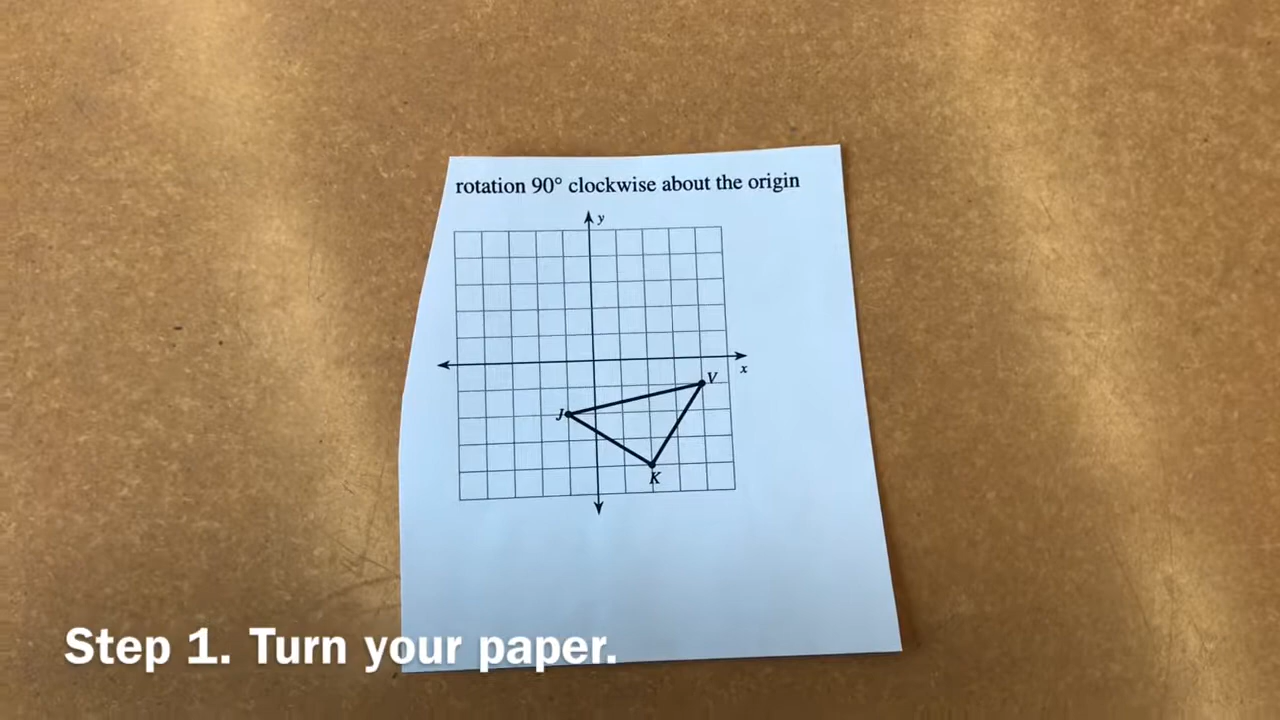 rotation 90° clockwise about the origin
y
x
V
J
K
Step 1. Turn your paper.